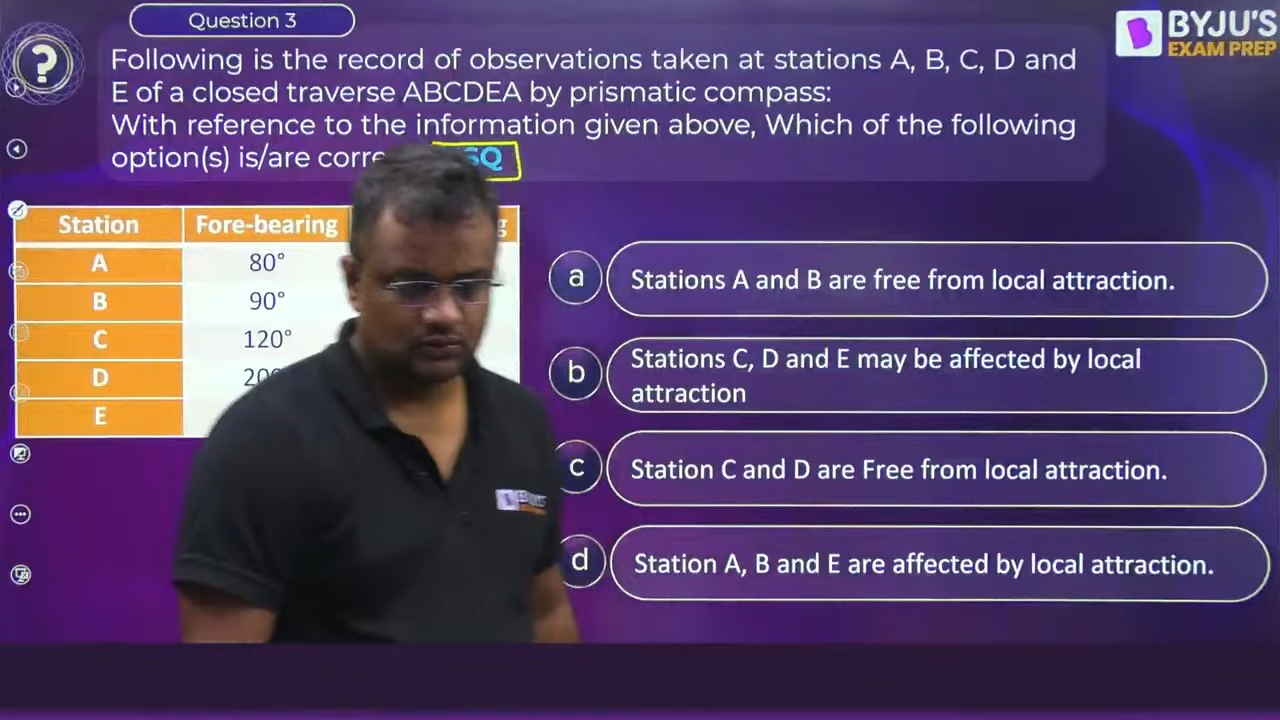 Question 3
BYJU'S
EXAM PREP
?
Following is the record of observations taken at stations A, B, C, D and
E of a closed traverse ABCDEA by prismatic compass:
With reference to the information given above, Which of the following
option(s) is/are
Station Fore-bearing
A 80°
B 90°
C 120°
D
E
a Stations A and B are free from local attraction.
b Stations C, D and E may be affected by local
attraction
c Station C and D are Free from local attraction.
d Station A, B and E are affected by local attraction.